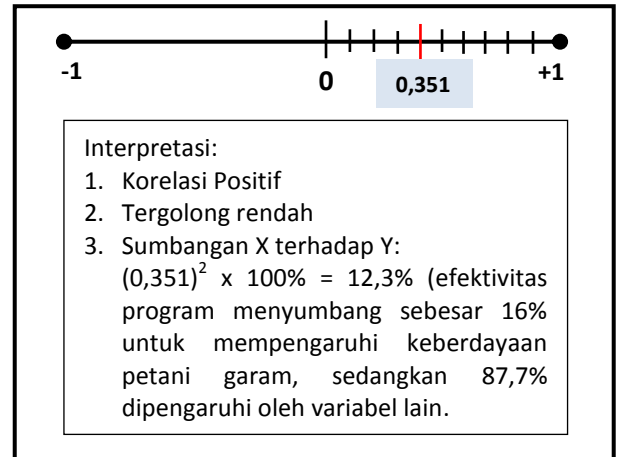 -1 0 0,351 +1
Interpretasi:
1. Korelasi Positif
2. Tergolong rendah
3. Sumbangan X terhadap Y:
(0,351)² x 100% = 12,3% (efektivitas
program menyumbang sebesar 16%
untuk mempengaruhi keberdayaan
petani garam, sedangkan 87,7%
dipengaruhi oleh variabel lain.